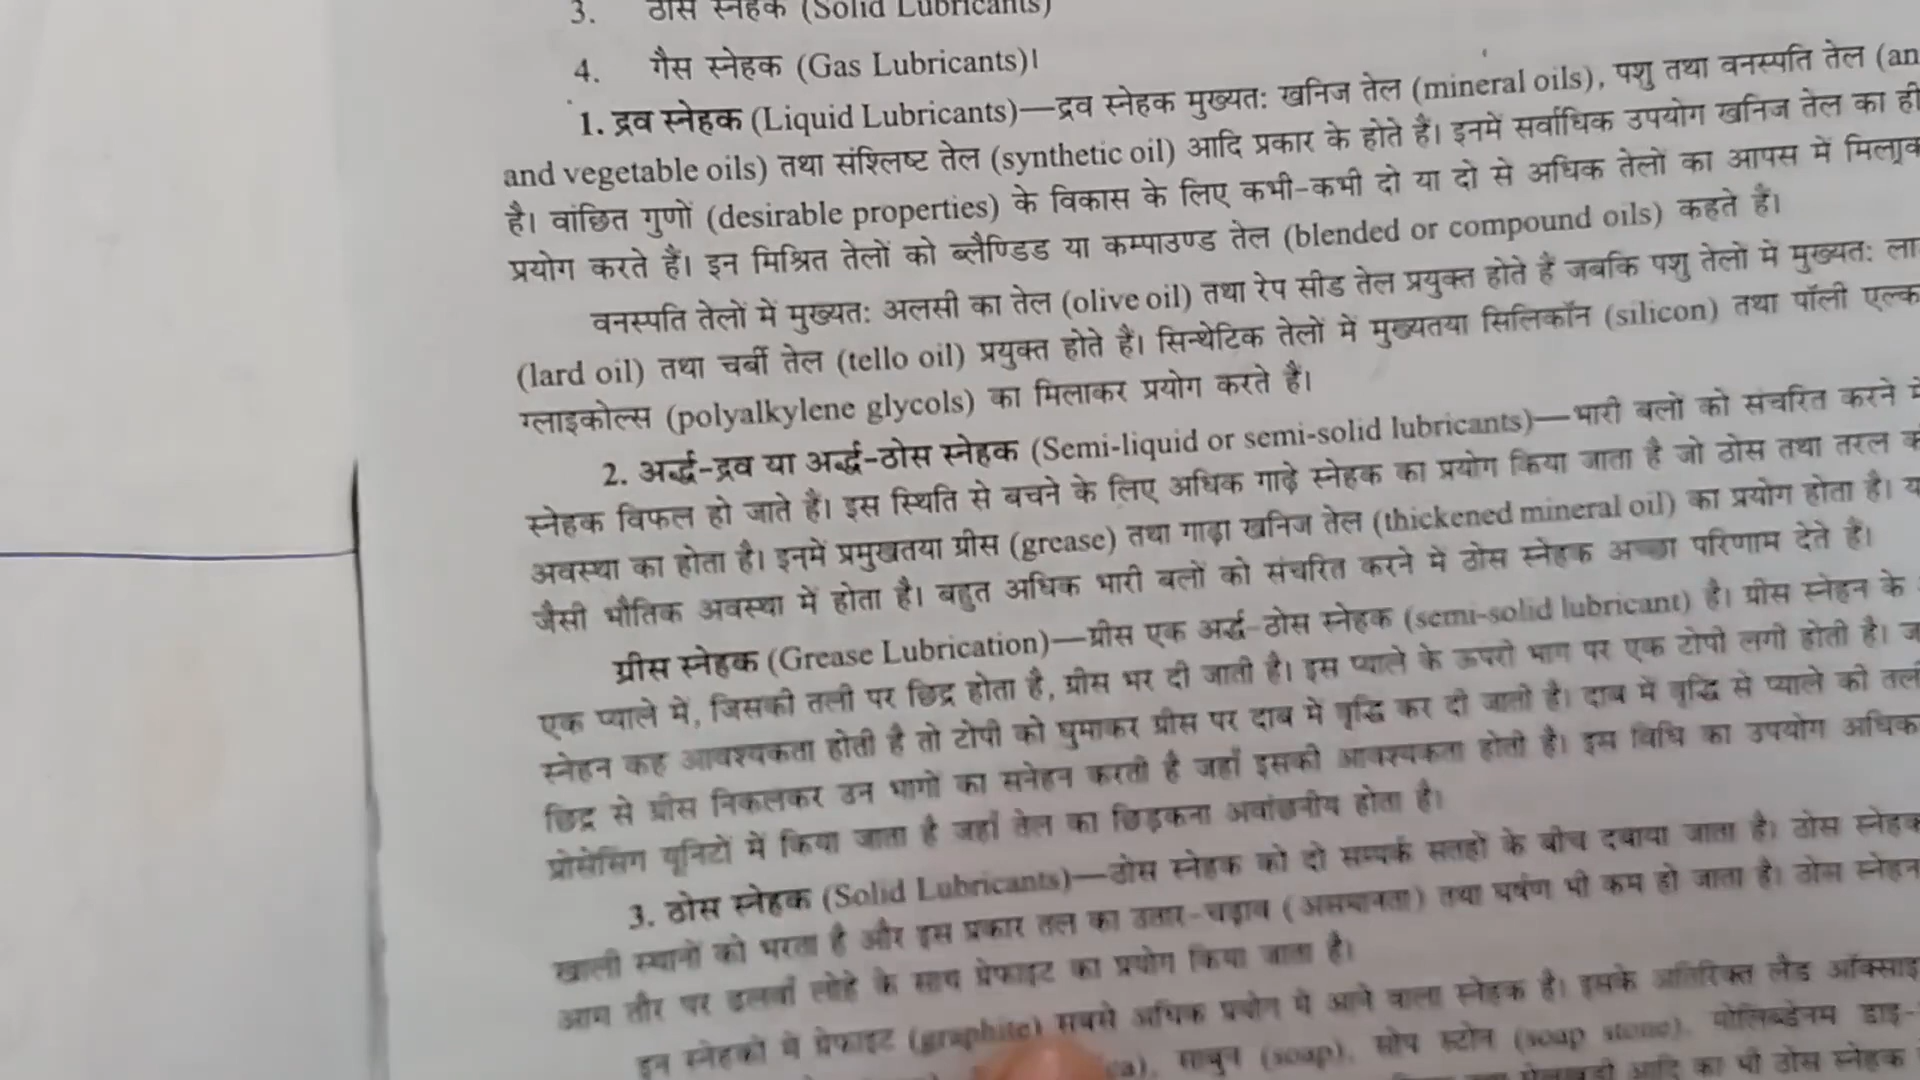 3. ठोस स्नेहक (Solid Lubricants)
4. गैस स्नेहक (Gas Lubricants)।
1. द्रव स्नेहक (Liquid Lubricants)—द्रव स्नेहक मुख्यत: खनिज तेल (mineral oils), पशु तथा वनस्पति तेल (an
and vegetable oils) तथा संश्लिष्ट तेल (synthetic oil) आदि प्रकार के होते हैं। इनमें सर्वाधिक उपयोग खनिज तेल का ही
है। वांछित गुणों (desirable properties) के विकास के लिए कभी-कभी दो या दो से अधिक तेलों का आपस में मिलाक
प्रयोग करते हैं। इन मिश्रित तेलों को ब्लैण्डिड या कम्पाउण्ड तेल (blended or compound oils) कहते हैं।
वनस्पति तेलों में मुख्यत: अलसी का तेल (olive oil) तथा रेप सीड तेल प्रयुक्त होते हैं जबकि पशु तेलों में मुख्यत: ला
(lard oil) तथा चर्बी तेल (tello oil) प्रयुक्त होते हैं। सिन्थेटिक तेलों में मुख्यतया सिलिकॉन (silicon) तथा पॉली एल्क
ग्लाइकोल्स (polyalkylene glycols) का मिलाकर प्रयोग करते हैं।
2. अर्द्ध-द्रव या अर्द्ध-ठोस स्नेहक (Semi-liquid or semi-solid lubricants)—भारी बलों को संचरित करने में
स्नेहक विफल हो जाते हैं। इस स्थिति से बचने के लिए अधिक गाढ़े स्नेहक का प्रयोग किया जाता है जो ठोस तथा तरल क
अवस्था का होता है। इनमें प्रमुखतया ग्रीस (grease) तथा गाढ़ा खनिज तेल (thickened mineral oil) का प्रयोग होता है। य
जैसी भौतिक अवस्था में होता है। बहुत अधिक भारी बलों को संचरित करने में ठोस स्नेहक अच्छा परिणाम देते हैं।
ग्रीस स्नेहक (Grease Lubrication)—ग्रीस एक अर्द्ध-ठोस स्नेहक (semi-solid lubricant) है। ग्रीस स्नेहन के
एक प्याले में, जिसकी तली पर छिद्र होता है, ग्रीस भर दी जाती है। इस प्याले के ऊपरी भाग पर एक टोपी लगी होती है। ज
स्नेहन कह आवश्यकता होती है तो टोपी को घुमाकर ग्रीस पर दाब में वृद्धि कर दी जाती है। दाब में वृद्धि से प्याले की तली
छिद्र से ग्रीस निकलकर उन भागों का सनेहन करती है जहाँ इसकी आवश्यकता होती है। इस विधि का उपयोग अधिक
प्रोसेसिंग यूनिटों में किया जाता है जहाँ तेल का छिड़कना अवांछनीय होता है।
3. ठोस स्नेहक (Solid Lubricants)—ठोस स्नेहक को दो सम्पर्क सतहों के बीच दबाया जाता है। ठोस स्नेहक
खाली स्थानों को भरता है और इस प्रकार तल का उतार-चढ़ाव (असमानता) तथा घर्षण भी कम हो जाता है। ठोस स्नेहन
आम तौर पर ढलवाँ लोहे के साथ ग्रेफाइट का प्रयोग किया जाता है।
इन स्नेहकों में ग्रेफाइट (graphite) सबसे अधिक प्रयोग में आने वाला स्नेहक है। इसके अतिरिक्त लैड ऑक्साइ
साबुन (soap), सोप स्टोन (soap stone), मोलिब्डेनम डाइ-
आदि का भी ठोस स्नेहक